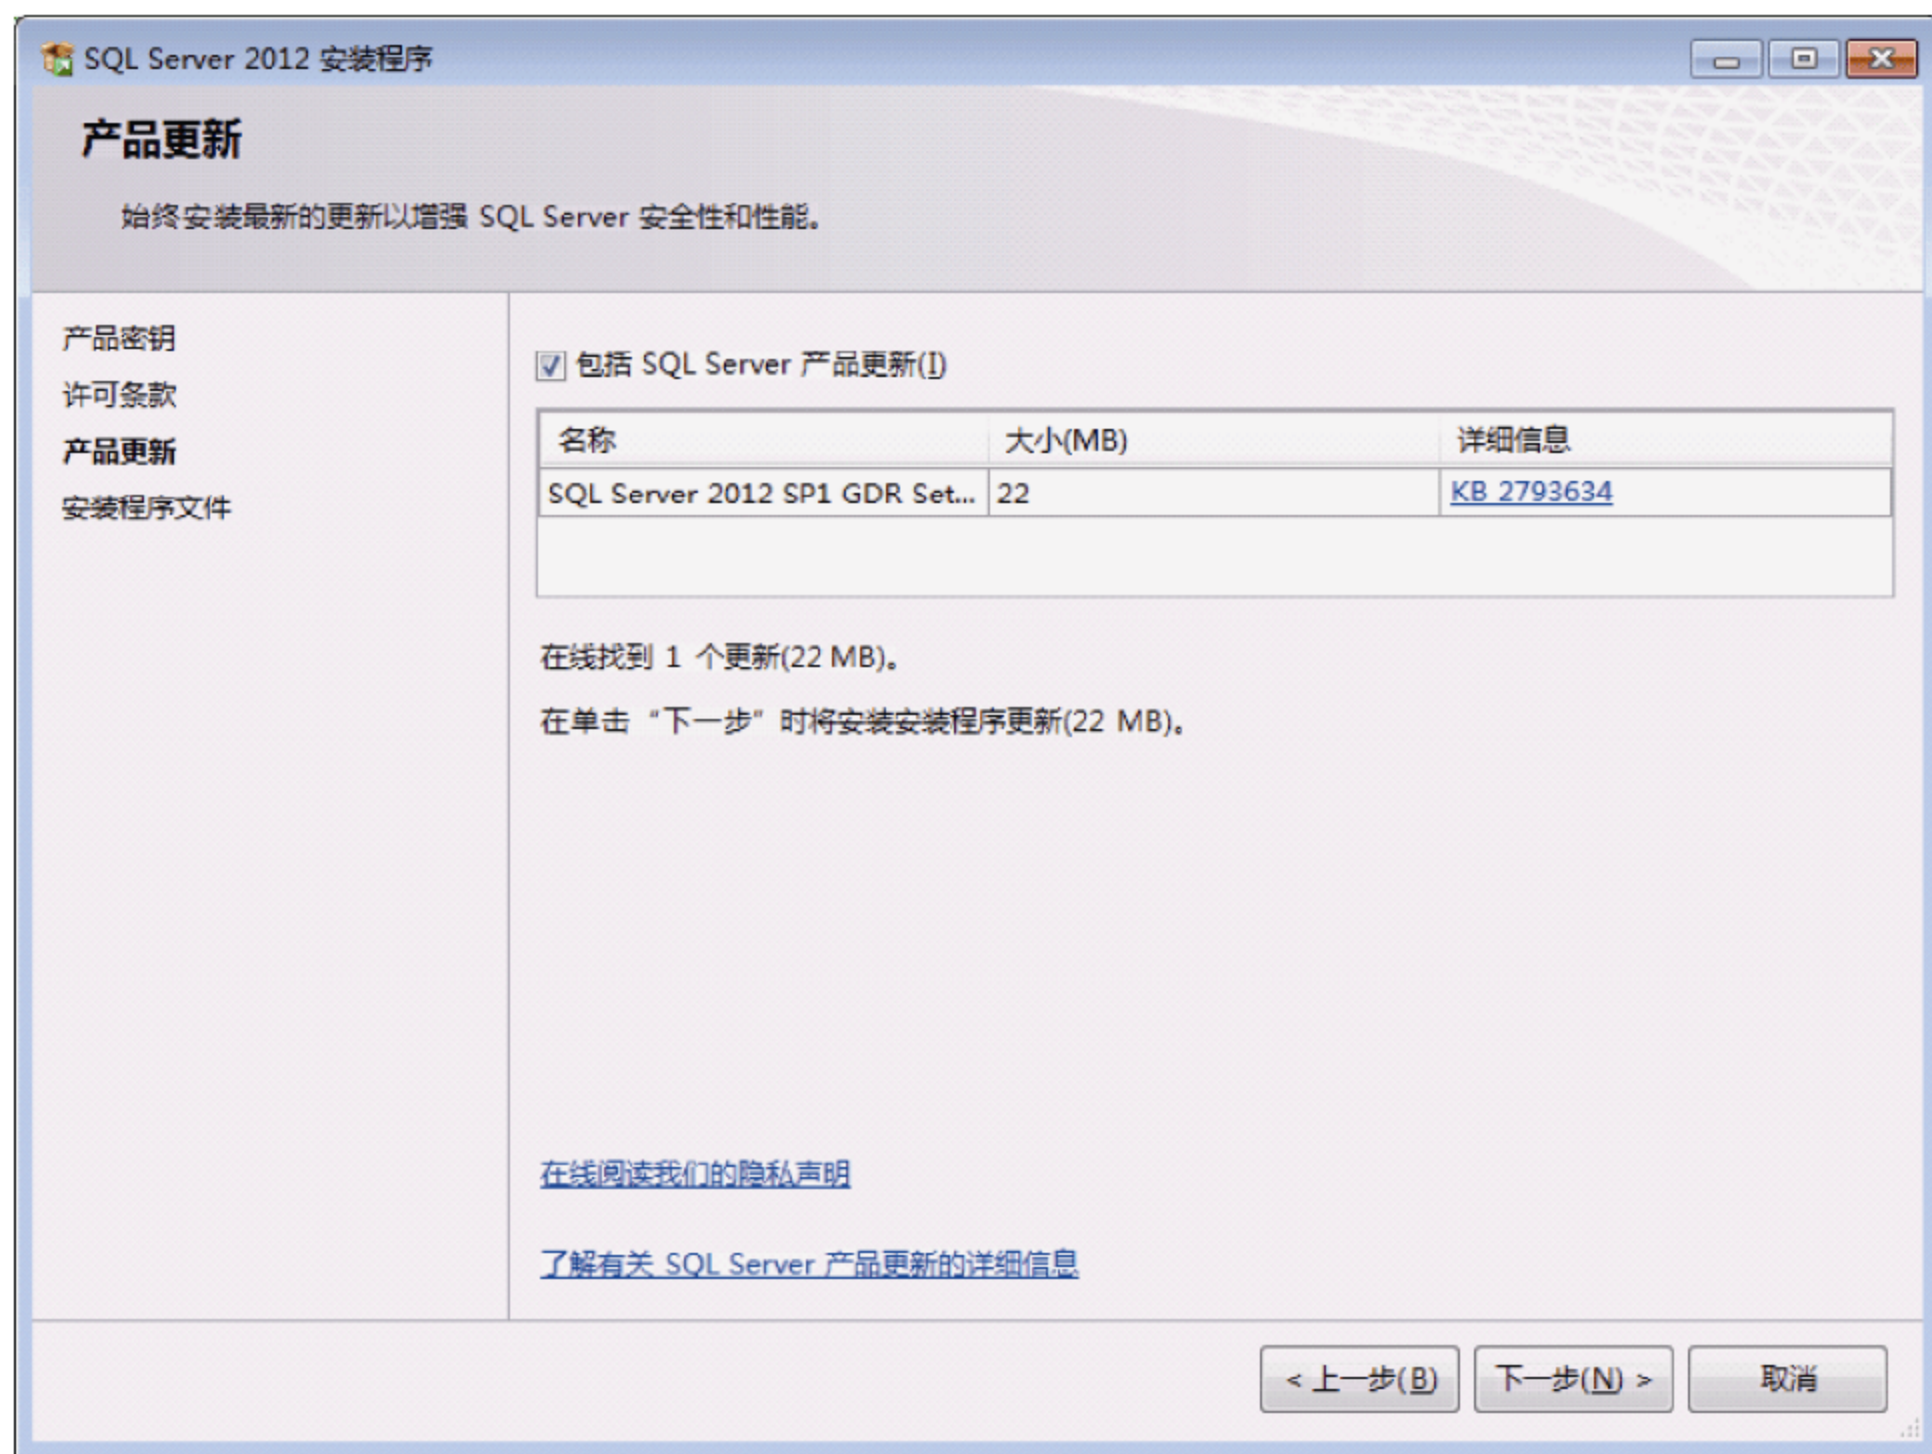 SQL Server 2012 安装程序
产品更新
始终安装最新的更新以增强 SQL Server 安全性和性能。
产品密钥
许可条款
产品更新
安装程序文件
包括 SQL Server 产品更新(I)
名称 大小(MB) 详细信息
SQL Server 2012 SP1 GDR Set... 22 KB 2793634
在线找到 1 个更新(22 MB)。
在单击“下一步”时将安装安装程序更新(22 MB)。
在线阅读我们的隐私声明
了解有关 SQL Server 产品更新的详细信息
< 上一步(B) 下一步(N) > 取消